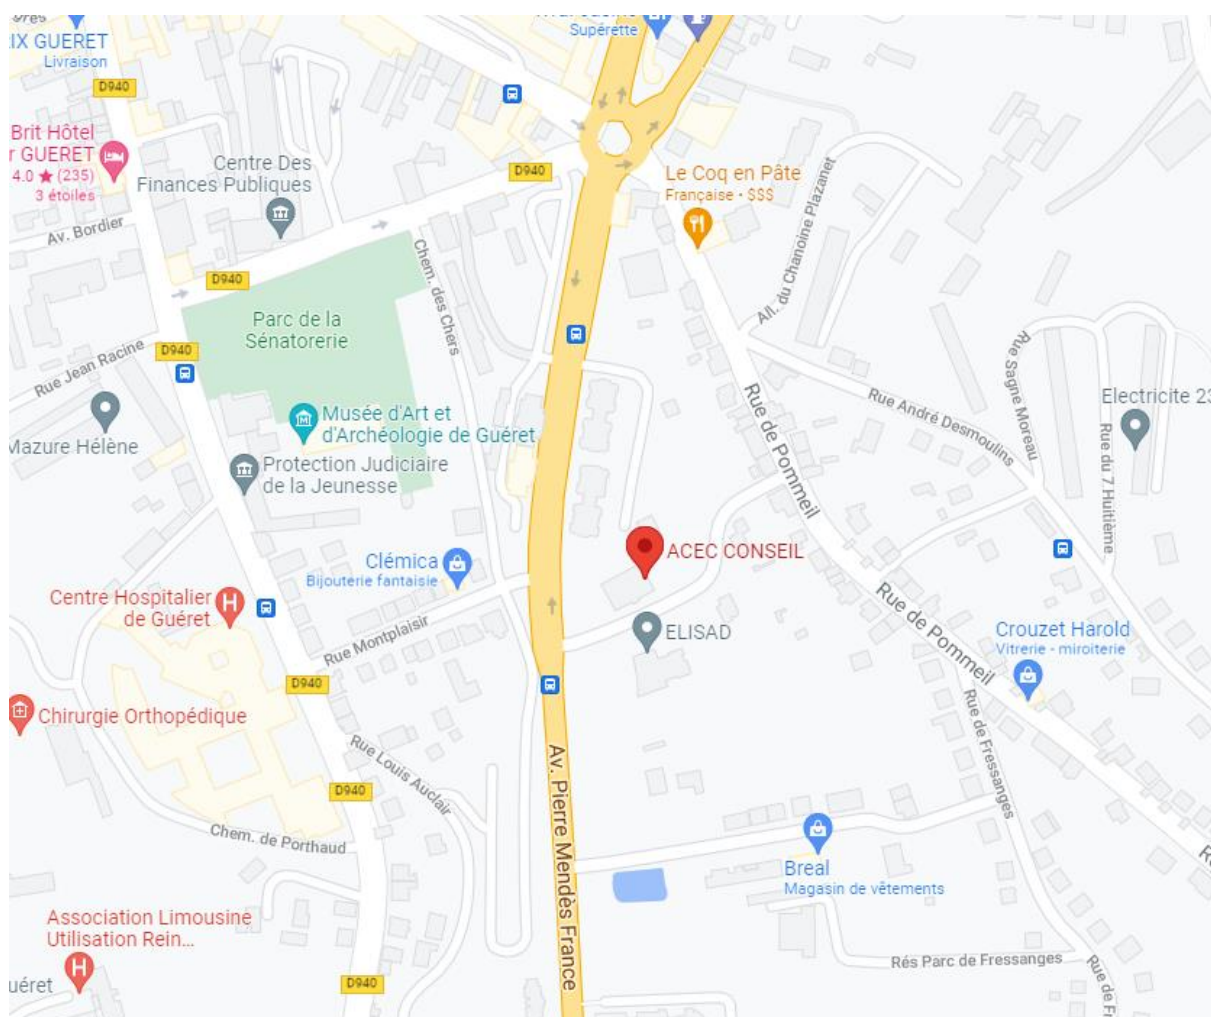 IX GUERET
Livraison
D940
Supérette
Brit Hôtel
r GUERET
4.0 ★ (235)
3 étoiles
Centre Des
Finances Publiques
D940
Le Coq en Pâte
Française · $$$
Av. Bordier
All. du Chanoine Plazanet
D940
Chem. des Chers
Parc de la
Sénatorerie
Rue Jean Racine
D940
Rue Sagne Moreau
Rue de Pommeil
Rue André Desmoulins
Electricite 23
Rue du 7 Huitième
Mazure Hélène
Musée d'Art et
d'Archéologie de Guéret
Protection Judiciaire
de la Jeunesse
ACEC CONSEIL
Clémica
Bijouterie fantaisie
Centre Hospitalier
de Guéret
H
Rue Montplaisir
ELISAD
Rue de Pommeil
Crouzet Harold
Vitrerie - miroiterie
D940
Chirurgie Orthopédique
Rue Louis Auclair
Av. Pierre Mendès France
Rue de Fressanges
D940
Chem. de Porthaud
Breal
Magasin de vêtements
Association Limousine
Utilisation Rein...
H
uéret
D940
Rés Parc de Fressanges
Rue de F